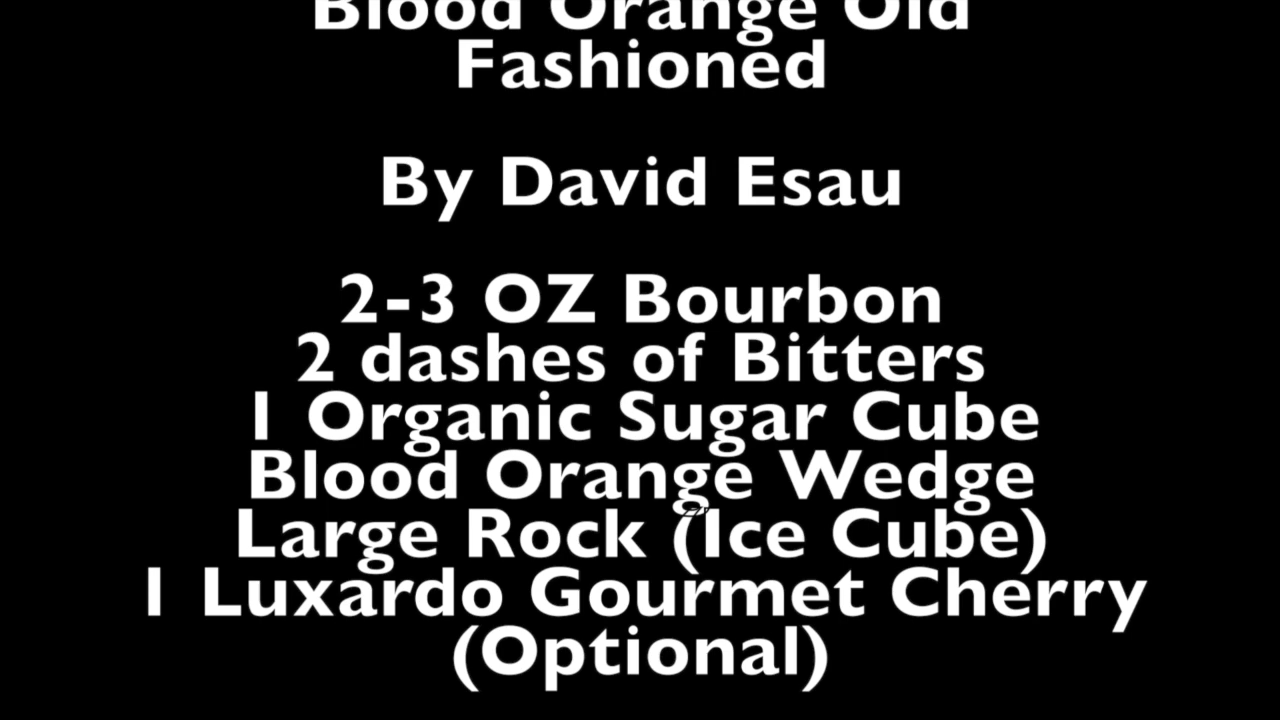 Blood Orange Old
Fashioned
By David Esau
2-3 OZ Bourbon
2 dashes of Bitters
1 Organic Sugar Cube
Blood Orange Wedge
Large Rock (Ice Cube)
1 Luxardo Gourmet Cherry
(Optional)